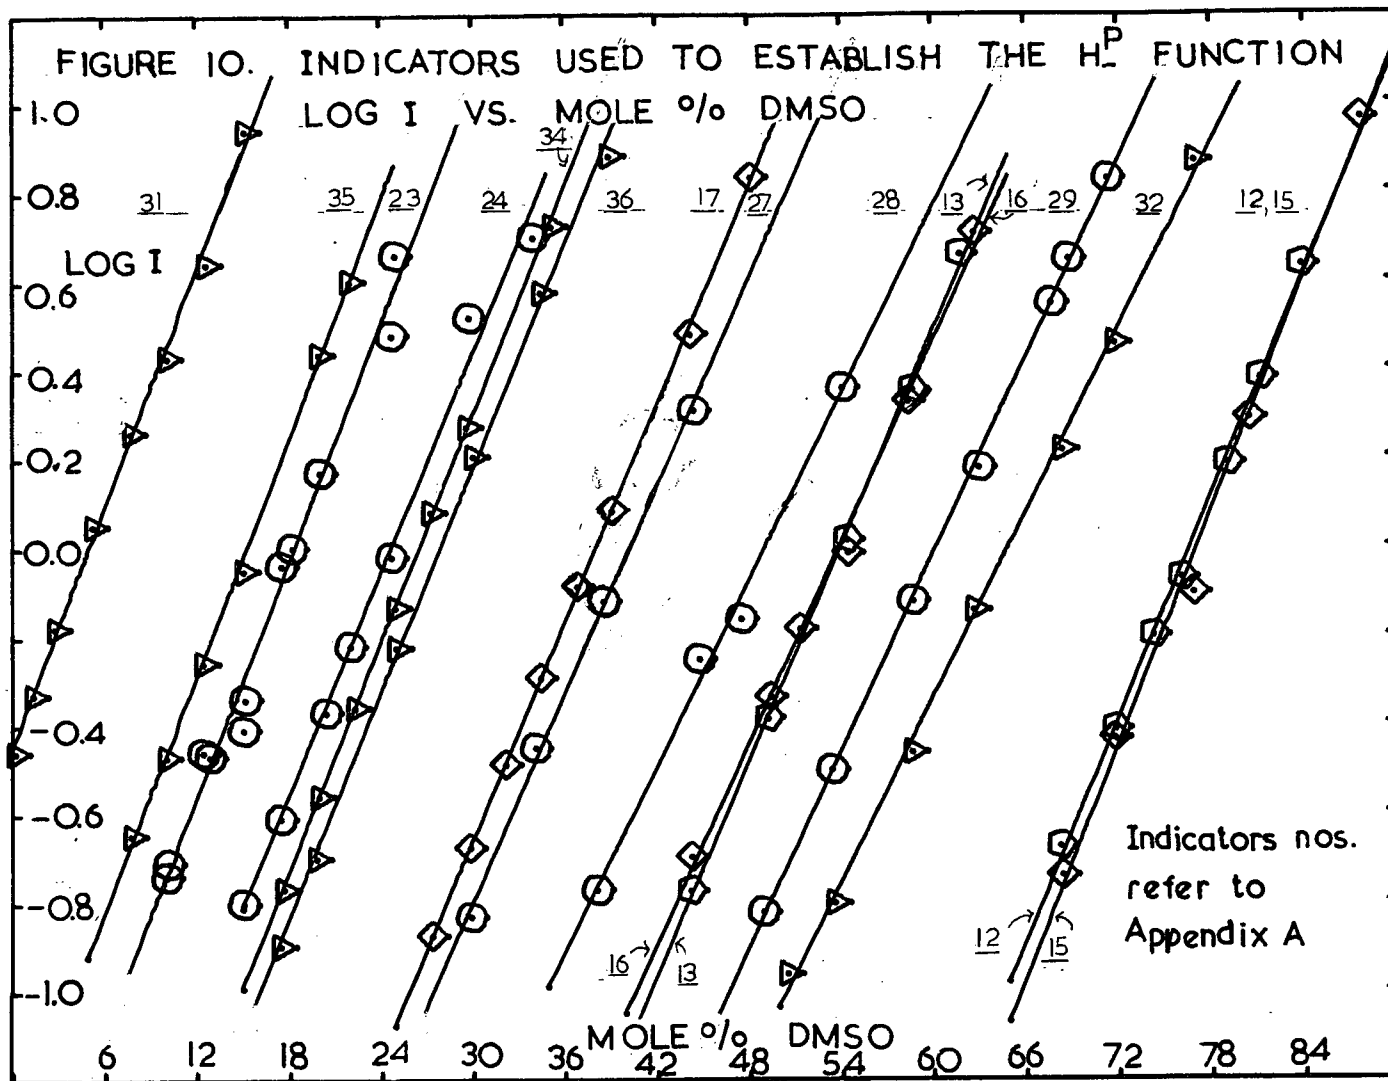 FIGURE 10. INDICATORS USED TO ESTABLISH THE H_^P FUNCTION
LOG I VS. MOLE % DMSO
1.0
0.8
LOG I
0.6
0.4
0.2
0.0
-0.4
-0.6
-0.8
-1.0
31 35 23 24 34 36 17 27 28 13 16 29 32 12,15
16 13 12 15
Indicators nos.
refer to
Appendix A
MOLE % DMSO
6 12 18 24 30 36 42 48 54 60 66 72 78 84